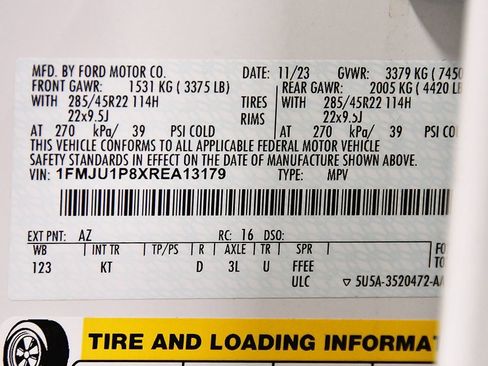 MFD. BY FORD MOTOR CO. DATE: 11/23 GVWR: 3379 KG (7450
FRONT GAWR: 1531 KG (3375 LB) REAR GAWR: 2005 KG (4420 LB
WITH 285/45R22 114H TIRES WITH 285/45R22 114H
22x9.5J RIMS 22x9.5J
AT 270 kPa/ 39 PSI COLD AT 270 kPa/ 39 PSI COLD
THIS VEHICLE CONFORMS TO ALL APPLICABLE FEDERAL MOTOR VEHICLE
SAFETY STANDARDS IN EFFECT ON THE DATE OF MANUFACTURE SHOWN ABOVE.
VIN: 1FMJU1P8XREA13179 TYPE: MPV
EXT PNT: AZ RC: 16 DSO:
WB INT TR TP/PS R AXLE TR SPR FO
123 KT D 3L U FFEE TO
ULC ▽ 5U5A-3520472-A
TIRE AND LOADING INFORMAT